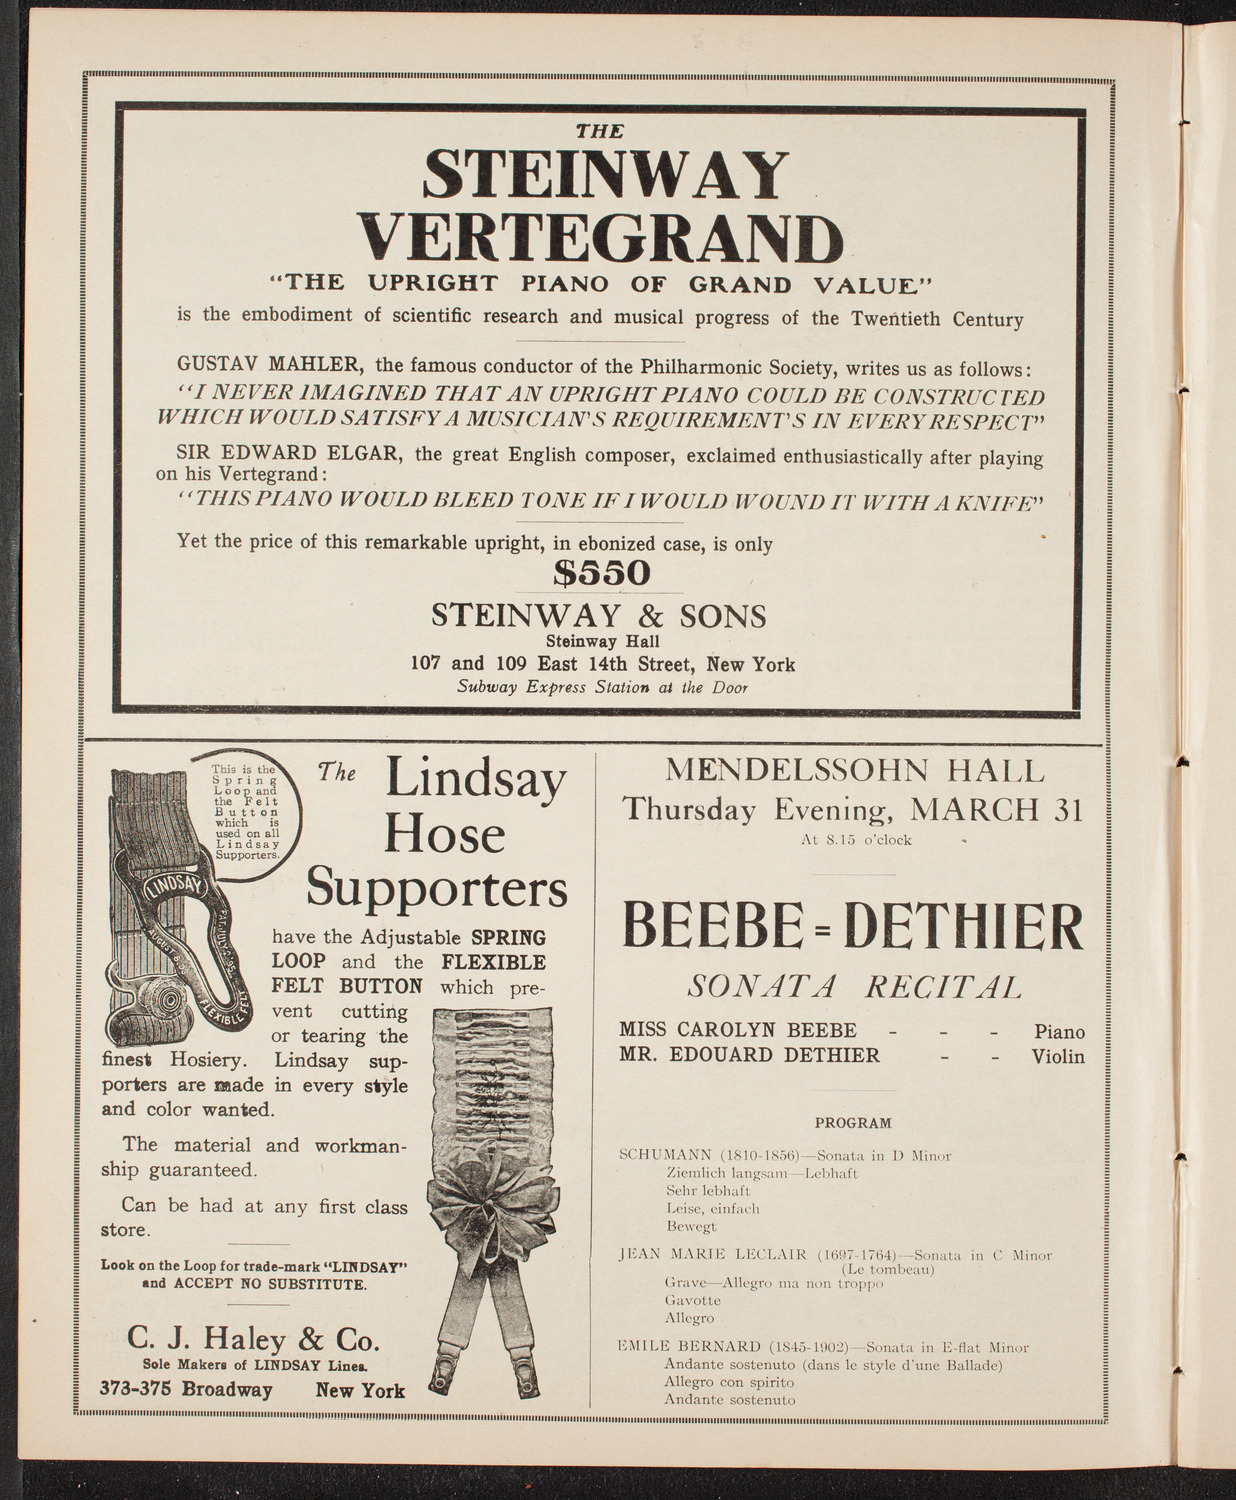 THE
STEINWAY
VERTEGRAND
“THE UPRIGHT PIANO OF GRAND VALUE”
is the embodiment of scientific research and musical progress of the Twentieth Century
GUSTAV MAHLER, the famous conductor of the Philharmonic Society, writes us as follows:
“I NEVER IMAGINED THAT AN UPRIGHT PIANO COULD BE CONSTRUCTED
WHICH WOULD SATISFY A MUSICIAN'S REQUIREMENT'S IN EVERY RESPECT”
SIR EDWARD ELGAR, the great English composer, exclaimed enthusiastically after playing
on his Vertegrand:
“THIS PIANO WOULD BLEED TONE IF I WOULD WOUND IT WITH A KNIFE”
Yet the price of this remarkable upright, in ebonized case, is only
$550
STEINWAY & SONS
Steinway Hall
107 and 109 East 14th Street, New York
Subway Express Station at the Door
This is the
Spring
Loop and
the Felt
Button
which is
used on all
Lindsay
Supporters.
LINDSAY
FLEXIBLE FELT
The Lindsay
Hose
Supporters
have the Adjustable SPRING
LOOP and the FLEXIBLE
FELT BUTTON which pre-
vent cutting
or tearing the
finest Hosiery. Lindsay sup-
porters are made in every style
and color wanted.
The material and workman-
ship guaranteed.
Can be had at any first class
store.
Look on the Loop for trade-mark “LINDSAY”
and ACCEPT NO SUBSTITUTE.
C. J. Haley & Co.
Sole Makers of LINDSAY Lines.
373-375 Broadway New York
MENDELSSOHN HALL
Thursday Evening, MARCH 31
At 8.15 o'clock
BEEBE=DETHIER
SONATA RECITAL
MISS CAROLYN BEEBE - - - Piano
MR. EDOUARD DETHIER - - Violin
PROGRAM
SCHUMANN (1810-1856)—Sonata in D Minor
Ziemlich langsam—Lebhaft
Sehr lebhaft
Leise, einfach
Bewegt
JEAN MARIE LECLAIR (1697-1764)—Sonata in C Minor
(Le tombeau)
Grave—Allegro ma non troppo
Gavotte
Allegro
EMILE BERNARD (1845-1902)—Sonata in E-flat Minor
Andante sostenuto (dans le style d'une Ballade)
Allegro con spirito
Andante sostenuto